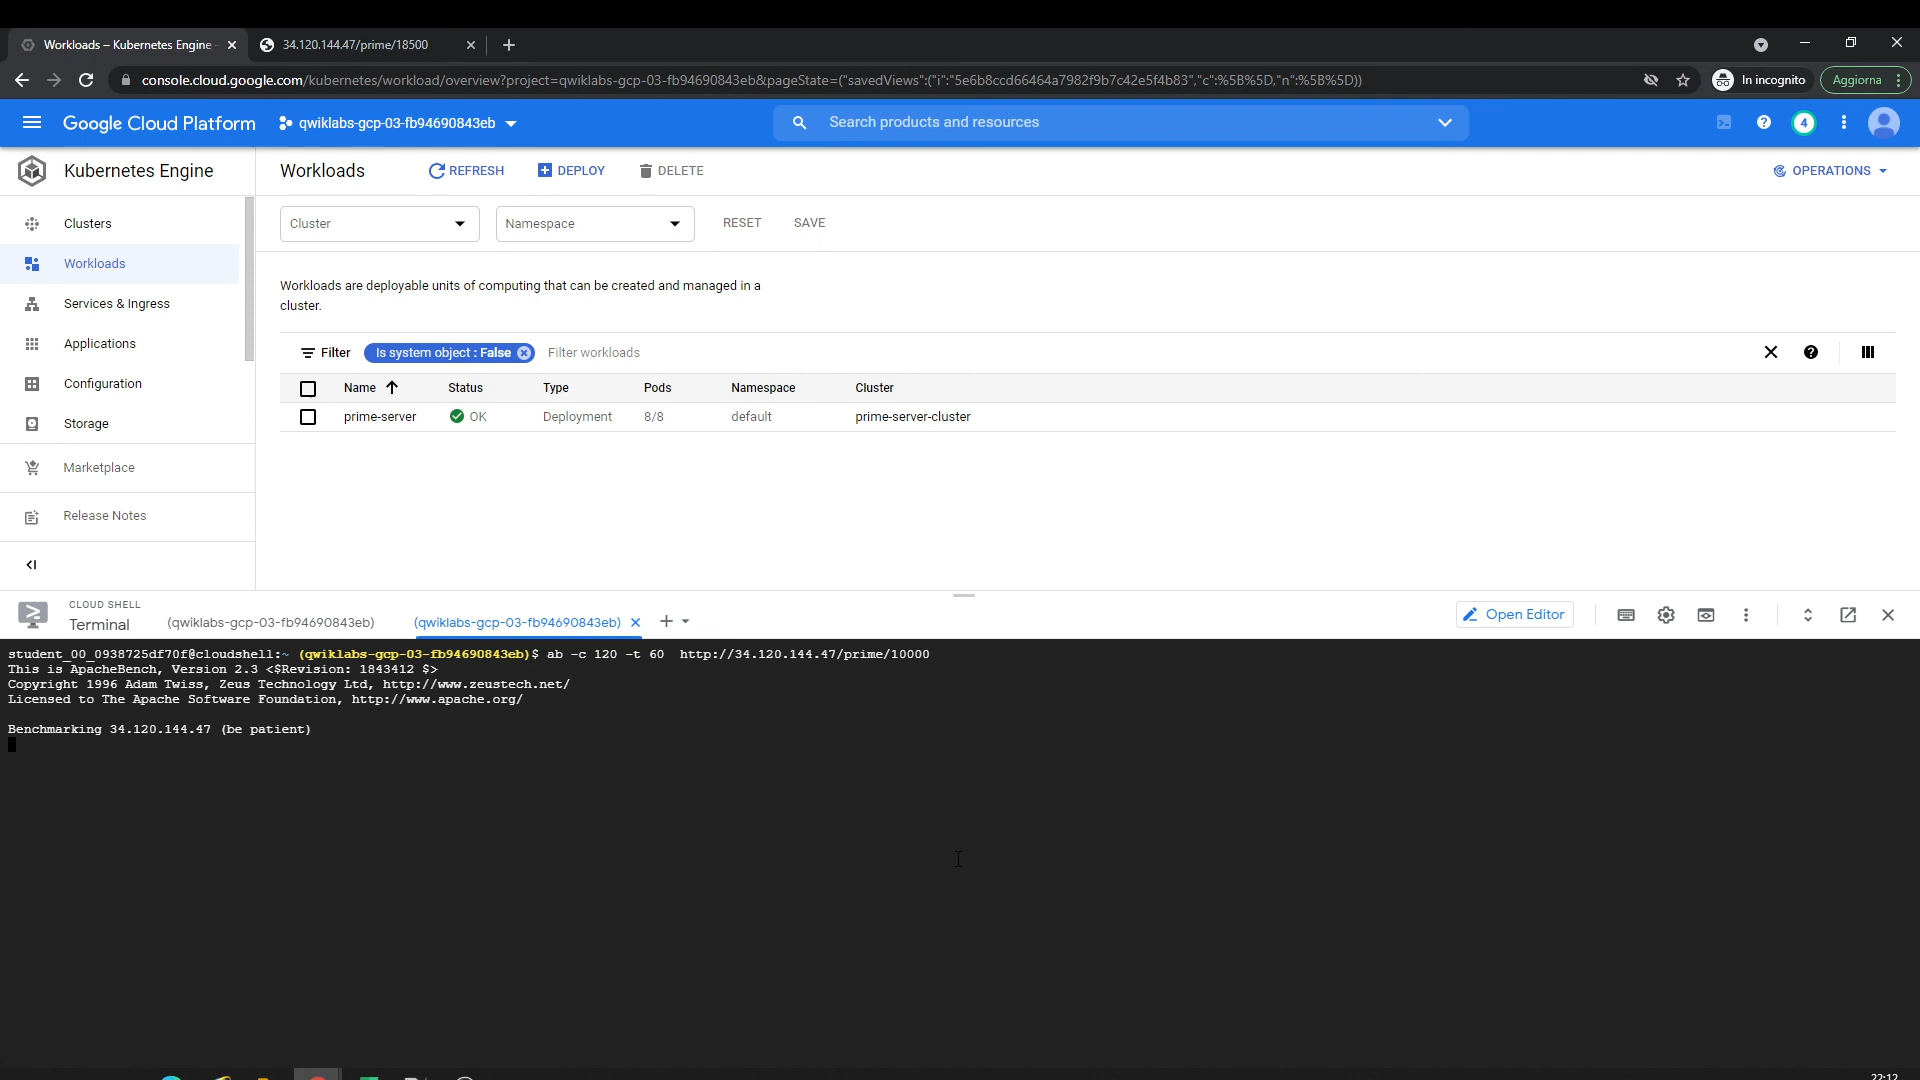 Workloads – Kubernetes Engine
34.120.144.47/prime/18500
console.cloud.google.com/kubernetes/workload/overview?project=qwiklabs-gcp-03-fb94690843eb&pageState=("savedViews":("i":"5e6b8ccd66464a7982f9b7c42e5f4b83","c":%5B%5D,"n":%5B%5D))
In incognito
Aggiorna
Google Cloud Platform
qwiklabs-gcp-03-fb94690843eb
Search products and resources
4
Kubernetes Engine
Workloads
REFRESH
DEPLOY
DELETE
OPERATIONS
Clusters
Workloads
Services & Ingress
Applications
Configuration
Storage
Marketplace
Release Notes
Cluster
Namespace
RESET
SAVE
Workloads are deployable units of computing that can be created and managed in a
cluster.
Filter
Is system object : False
Filter workloads
Name Status Type Pods Namespace Cluster
prime-server OK Deployment 8/8 default prime-server-cluster
CLOUD SHELL
Terminal
(qwiklabs-gcp-03-fb94690843eb)
(qwiklabs-gcp-03-fb94690843eb)
Open Editor
student_00_0938725df70f@cloudshell:~ (qwiklabs-gcp-03-fb94690843eb)$ ab -c 120 -t 60  http://34.120.144.47/prime/10000
This is ApacheBench, Version 2.3 <$Revision: 1843412 $>
Copyright 1996 Adam Twiss, Zeus Technology Ltd, http://www.zeustech.net/
Licensed to The Apache Software Foundation, http://www.apache.org/
Benchmarking 34.120.144.47 (be patient)
22:12